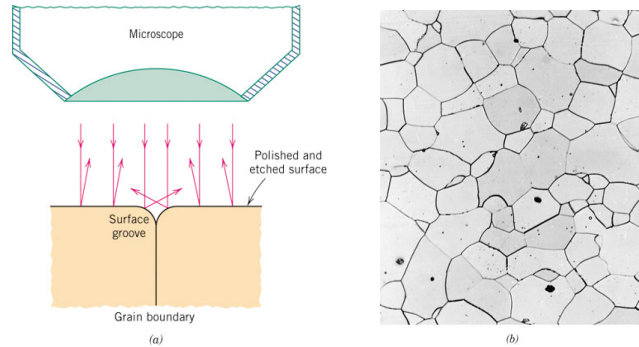 Microscope
Polished and
etched surface
Surface
groove
Grain boundary
(a)
(b)